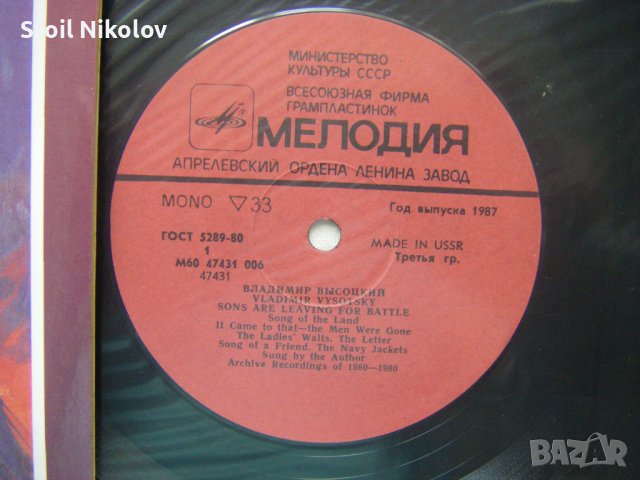 Stoil Nikolov
МИНИСТЕРСТВО
КУЛЬТУРЫ СССР
ВСЕСОЮЗНАЯ ФИРМА
ГРАМПЛАСТИНОК
МЕЛОДИЯ
АПРЕЛЕВСКИЙ ОРДЕНА ЛЕНИНА ЗАВОД
MONO ▽33
Год выпуска 1987
ГОСТ 5289-80
1
М60 47431 006
47431
MADE IN USSR
Третья гр.
ВЛАДИМИР ВЫСОЦКИЙ
VLADIMIR VYSOTSKY
SONS ARE LEAVING FOR BATTLE
Song of the Land
It Came to that—the Men Were Gone
The Ladies' Waltz. The Letter
Song of a Friend. The Navy Jackets
Sung by the Author
Archive Recordings of 1960—1980
BAZAR